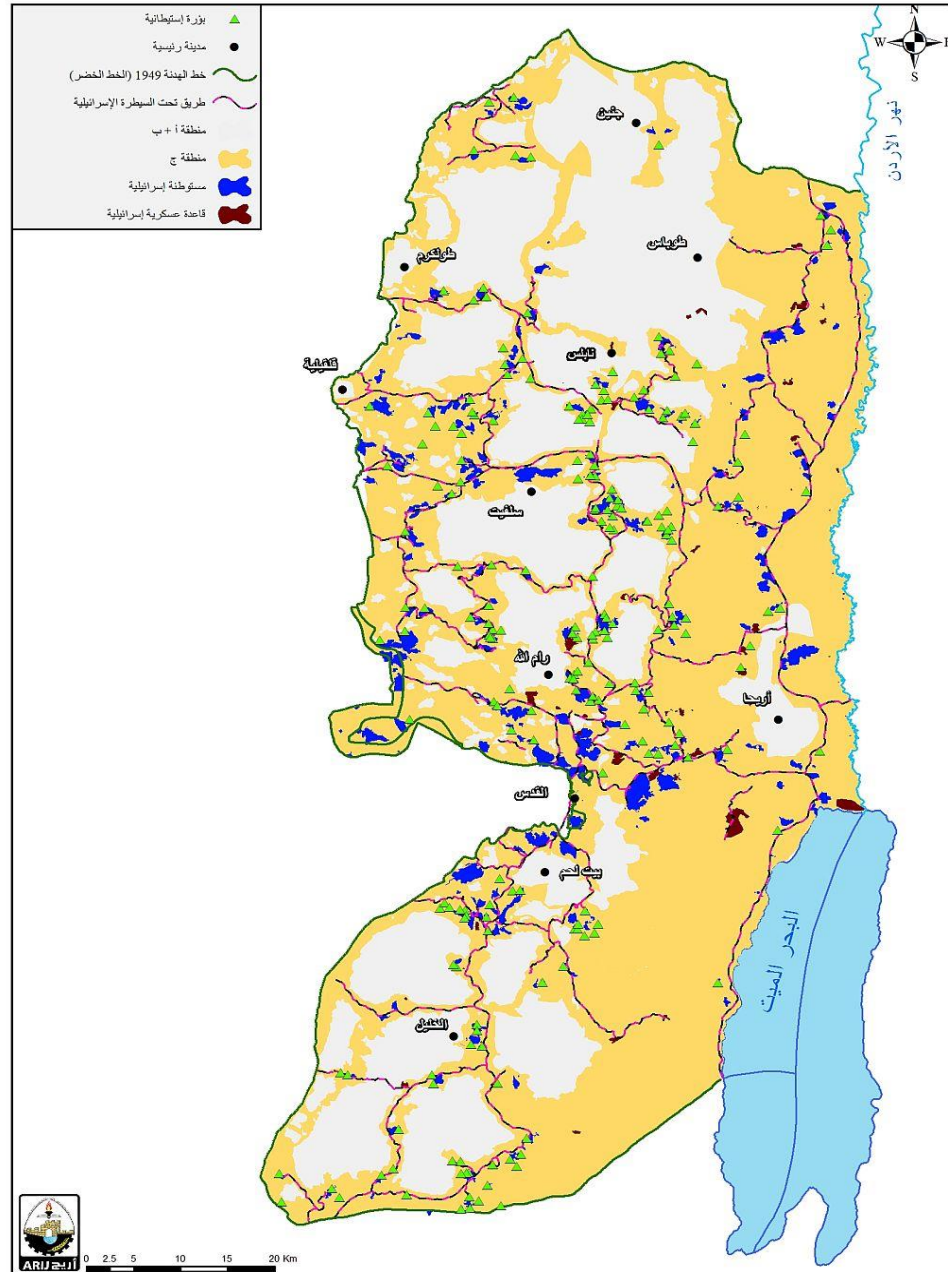 بؤرة إستيطانية
مدينة رئيسية
خط الهدنة 1949 (الخط الخضر)
طريق تحت السيطرة الإسرائيلية
منطقة أ + ب
منطقة ج
مستوطنة إسرائيلية
قاعدة عسكرية إسرائيلية
N
W
E
S
نهر الأردن
جنين
طوباس
طولكرم
نابلس
قلقيلية
سلفيت
رام الله
أريحا
القدس
بيت لحم
البحر الميت
الخليل
أريج ARIJ
0 2.5 5 10 15 20 Km